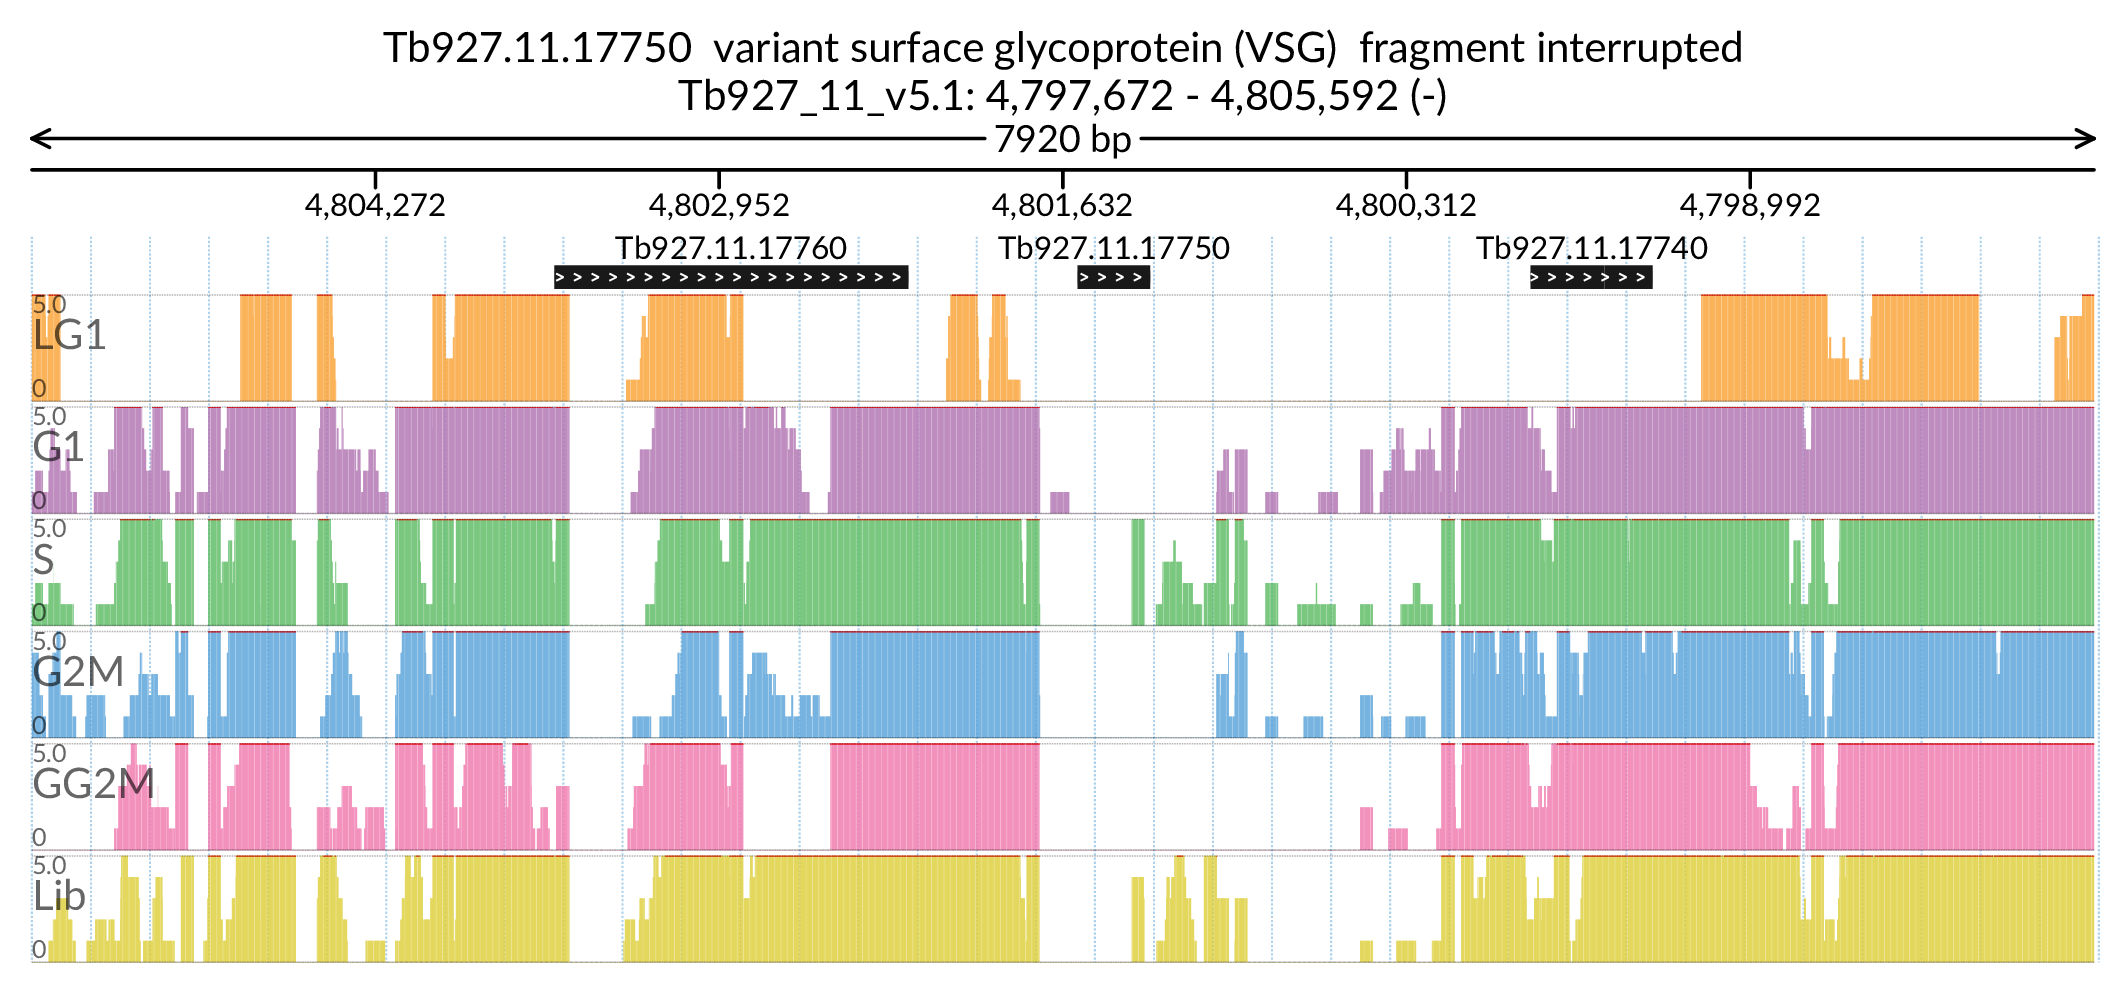 Tb927.11.17750  variant surface glycoprotein (VSG)  fragment interrupted
Tb927_11_v5.1: 4,797,672 - 4,805,592 (-)
7920 bp
4,804,272 4,802,952 4,801,632 4,800,312 4,798,992
Tb927.11.17760 Tb927.11.17750 Tb927.11.17740
5.0
LG1
0
5.0
G1
0
5.0
S
0
5.0
G2M
0
5.0
GG2M
0
5.0
Lib
0